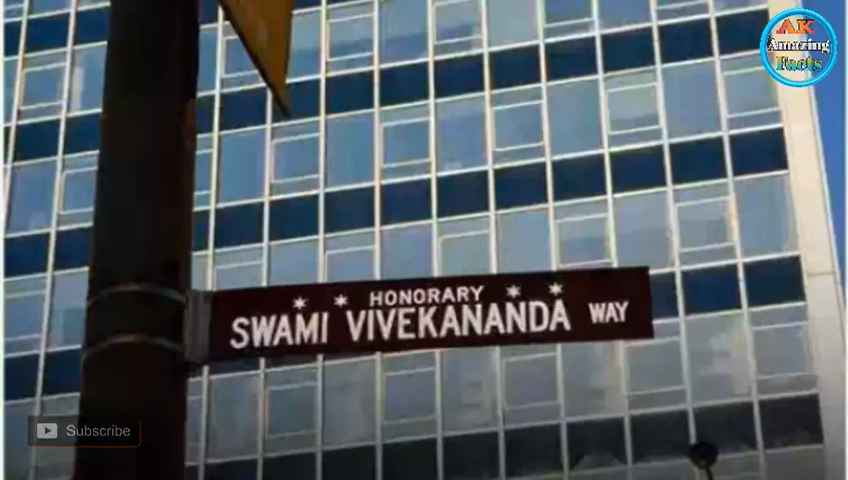 AK
Amazing
Facts
HONORARY
SWAMI VIVEKANANDA WAY
Subscribe